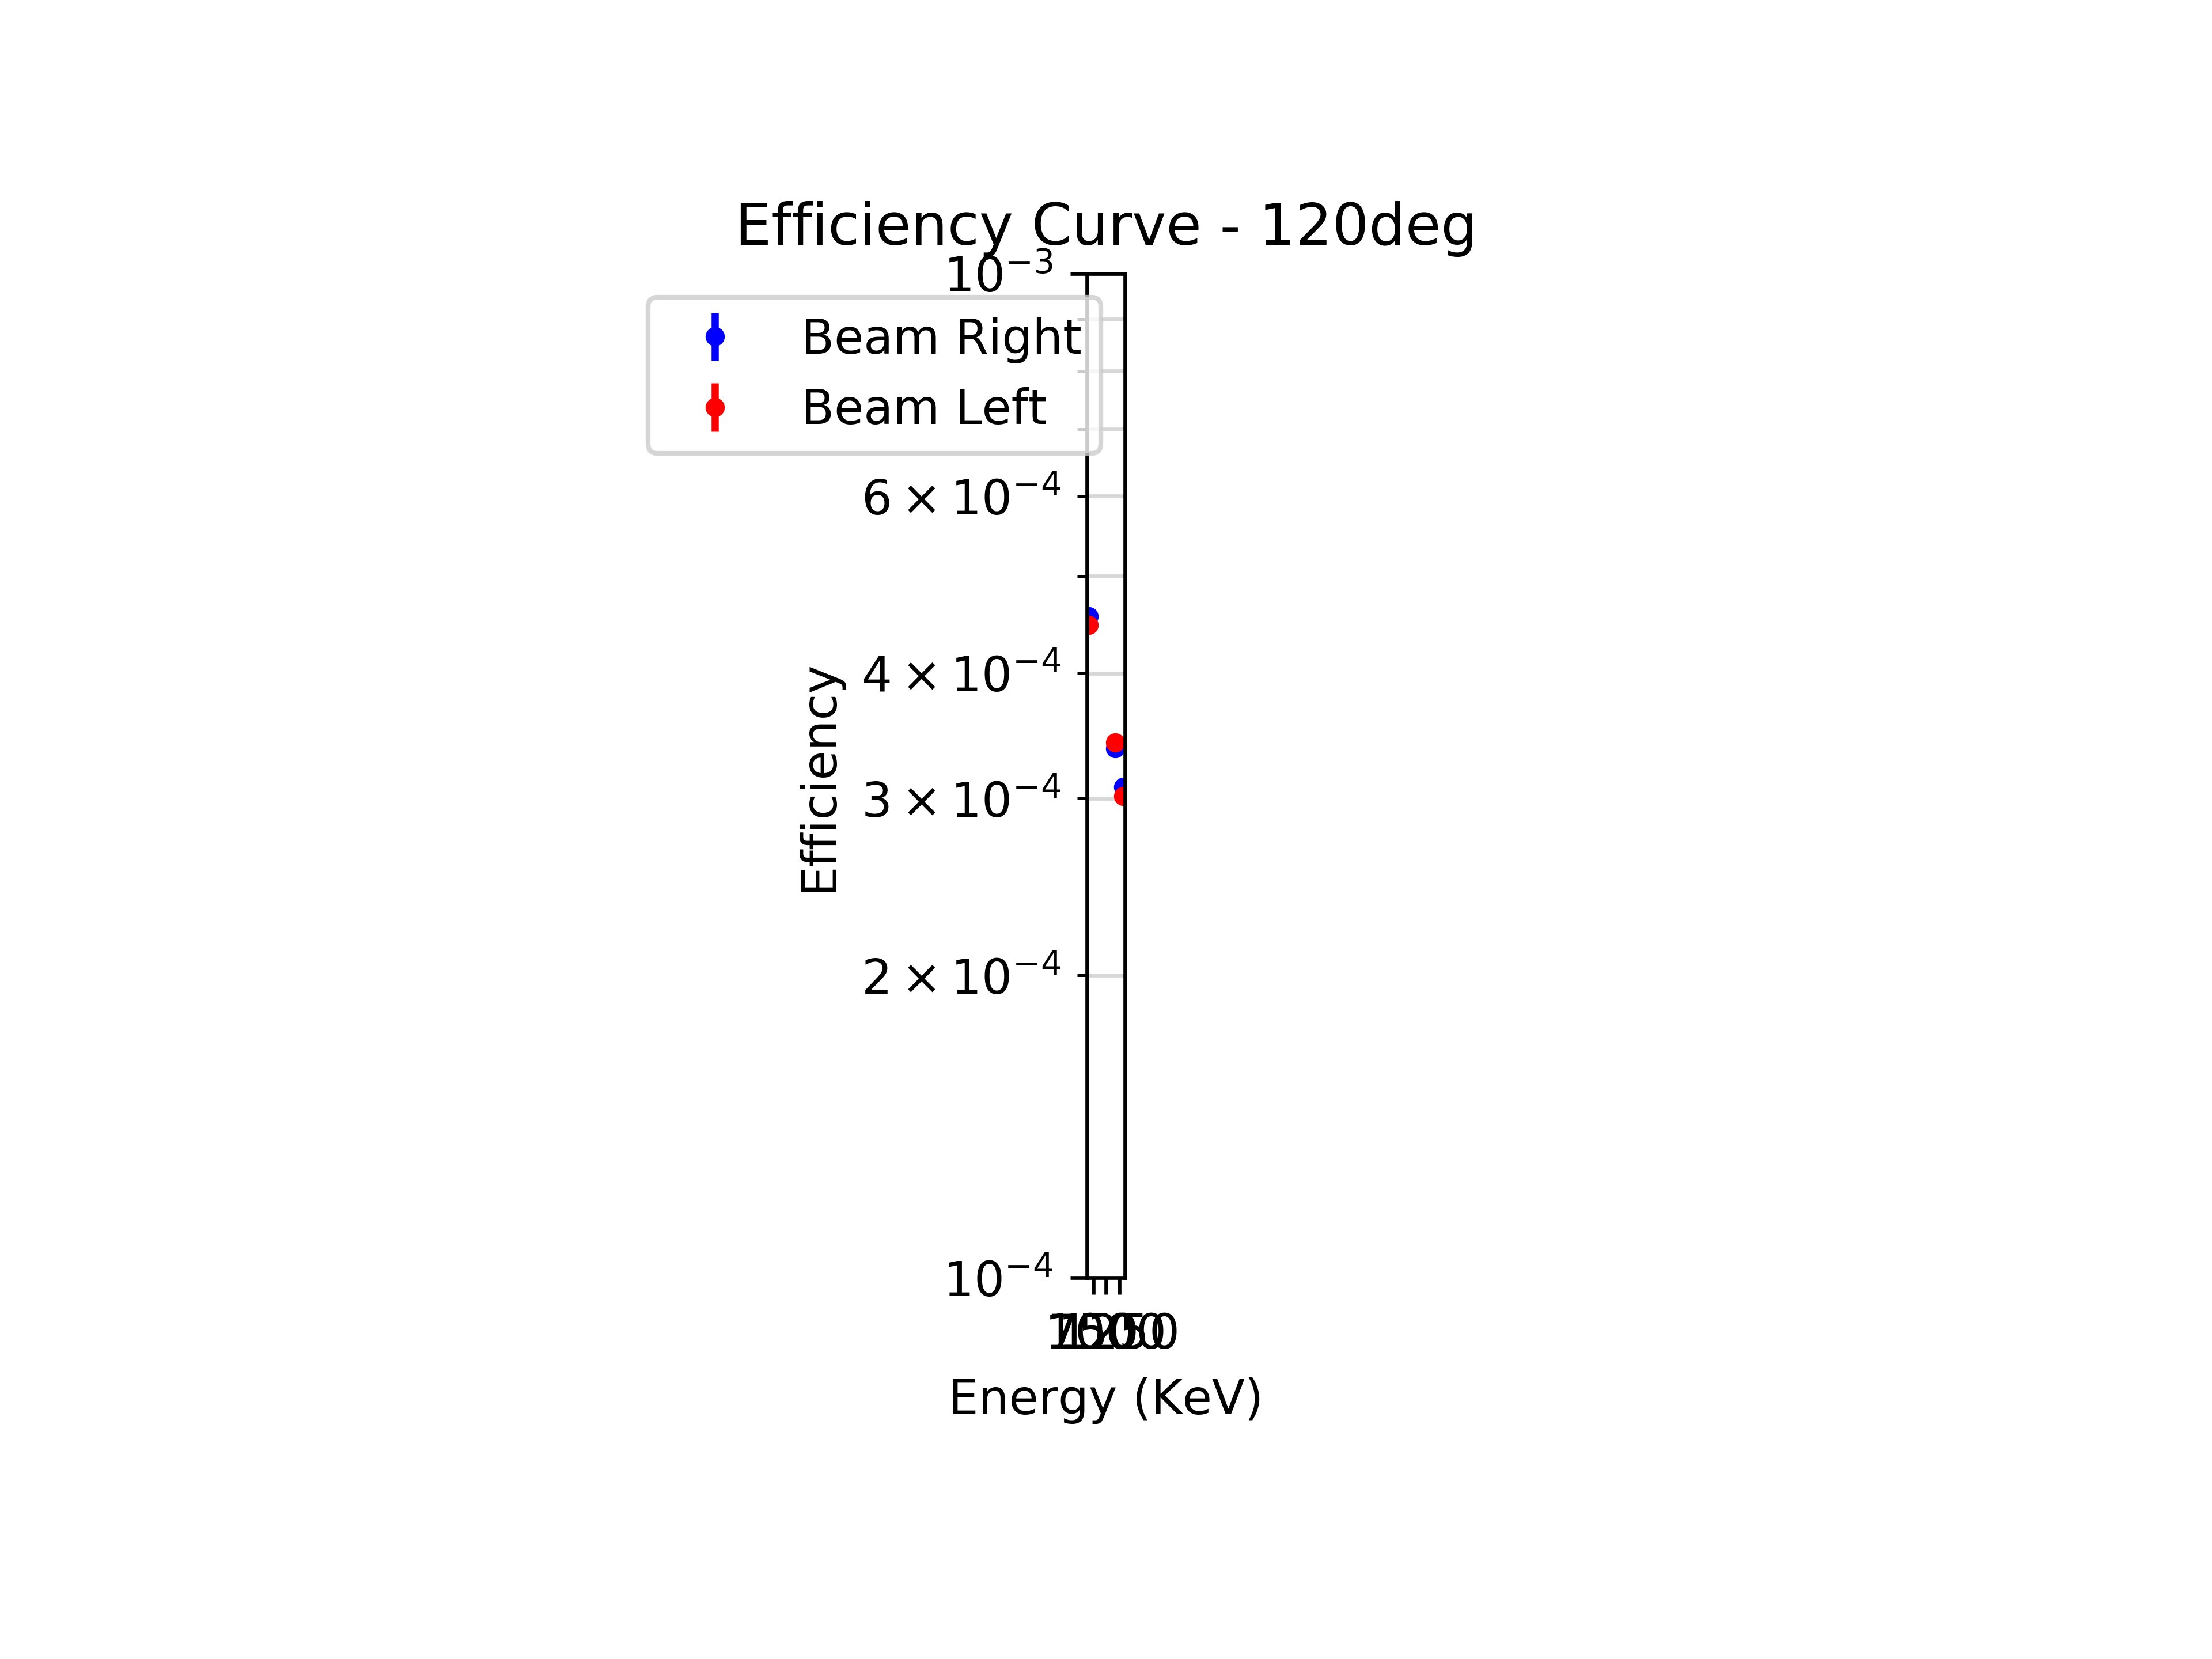 Efficiency Curve - 120deg
10⁻³
Beam Right
Beam Left
6 × 10⁻⁴
4 × 10⁻⁴
3 × 10⁻⁴
2 × 10⁻⁴
10⁻⁴
Efficiency
Energy (KeV)